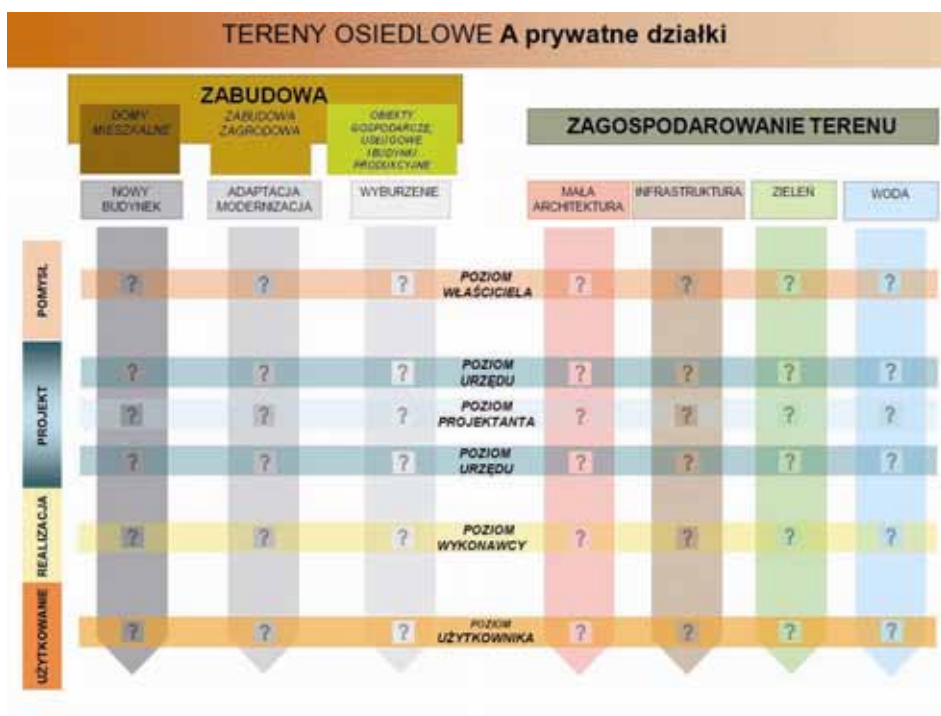 TERENY OSIEDLOWE A prywatne działki
ZABUDOWA
DOMY
MIESZKALNE
ZABUDOWA
ZAGRODOWA
OBIEKTY
GOSPODARCZE,
USŁUGOWE
I BUDYNKI
PRODUKCYJNE
ZAGOSPODAROWANIE TERENU
NOWY
BUDYNEK
ADAPTACJA
MODERNIZACJA
WYBURZENIE
MAŁA
ARCHITEKTURA
INFRASTRUKTURA
ZIELEŃ
WODA
POMYSŁ
? ? ? POZIOM
WŁAŚCICIELA ? ? ? ?
PROJEKT
? ? ? POZIOM
URZĘDU ? ? ? ?
? ? ? POZIOM
PROJEKTANTA ? ? ? ?
? ? ? POZIOM
URZĘDU ? ? ? ?
REALIZACJA
? ? ? POZIOM
WYKONAWCY ? ? ? ?
UŻYTKOWANIE
? ? ? POZIOM
UŻYTKOWNIKA ? ? ? ?